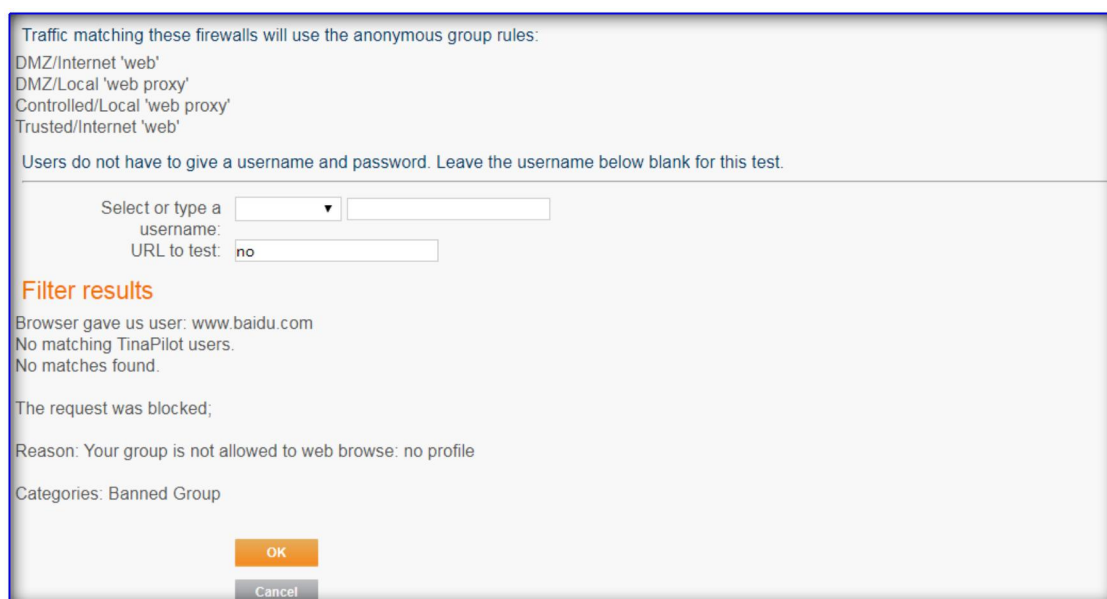 Traffic matching these firewalls will use the anonymous group rules:
DMZ/Internet 'web'
DMZ/Local 'web proxy'
Controlled/Local 'web proxy'
Trusted/Internet 'web'
Users do not have to give a username and password. Leave the username below blank for this test.
Select or type a
username:
URL to test: no
Filter results
Browser gave us user: www.baidu.com
No matching TinaPilot users.
No matches found.
The request was blocked;
Reason: Your group is not allowed to web browse: no profile
Categories: Banned Group
OK
Cancel